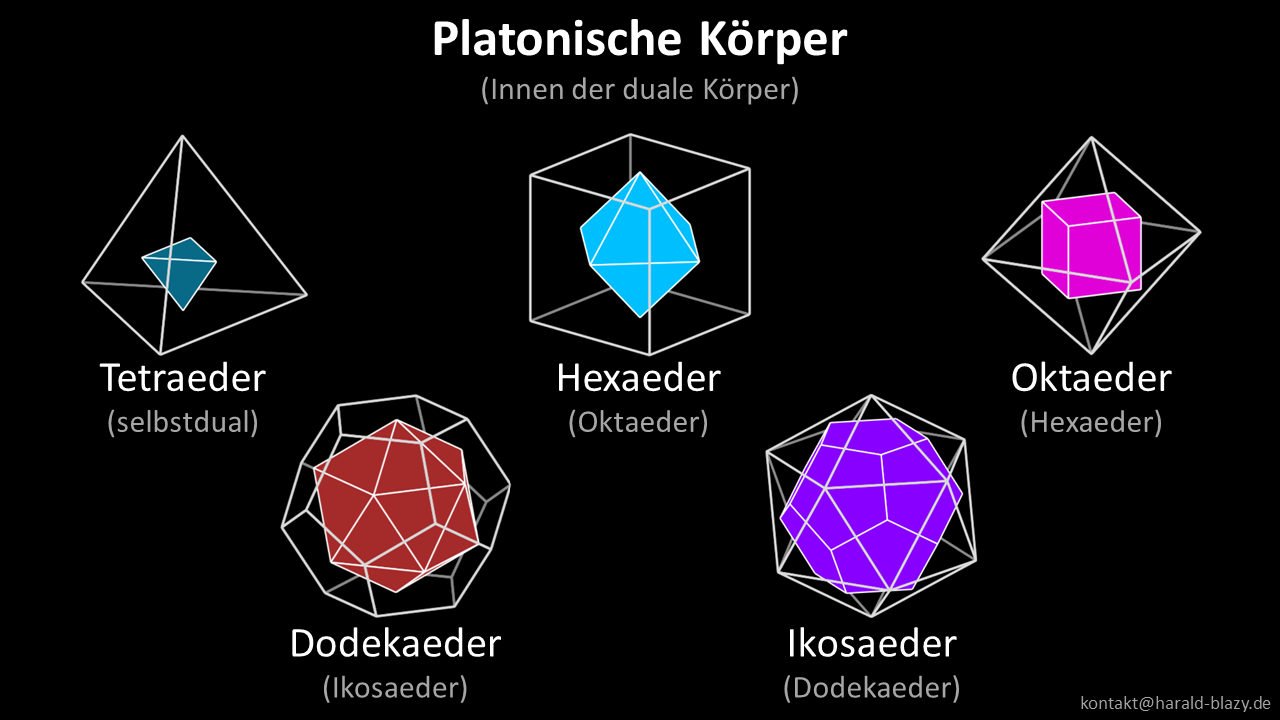 Platonische Körper
(Innen der duale Körper)
Tetraeder
(selbstdual)
Hexaeder
(Oktaeder)
Oktaeder
(Hexaeder)
Dodekaeder
(Ikosaeder)
Ikosaeder
(Dodekaeder)
kontakt@harald-blazy.de